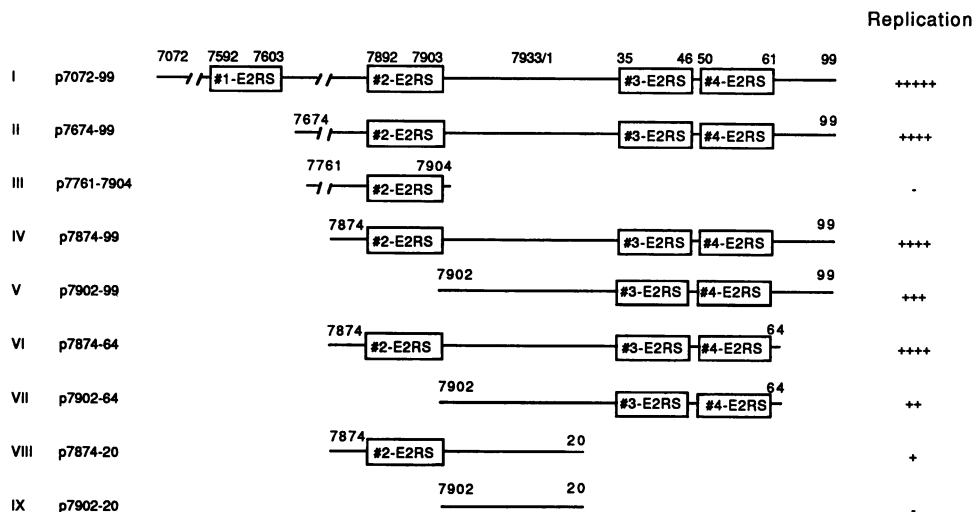 Replication
7072 7592 7603 7892 7903 7933/1 35 46 50 61 99
I p7072-99 #1-E2RS #2-E2RS #3-E2RS #4-E2RS +++++
7674 99
II p7674-99 #2-E2RS #3-E2RS #4-E2RS ++++
7761 7904
III p7761-7904 #2-E2RS -
7874 99
IV p7874-99 #2-E2RS #3-E2RS #4-E2RS ++++
7902 99
V p7902-99 #3-E2RS #4-E2RS +++
7874 64
VI p7874-64 #2-E2RS #3-E2RS #4-E2RS ++++
7902 64
VII p7902-64 #3-E2RS #4-E2RS ++
7874 20
VIII p7874-20 #2-E2RS +
7902 20
IX p7902-20 -